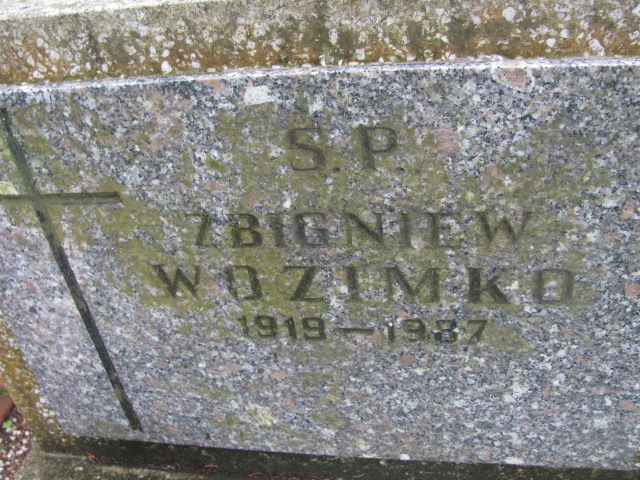 S. P.
ZBIGNIEW
WOZIMKO
1919 – 1987